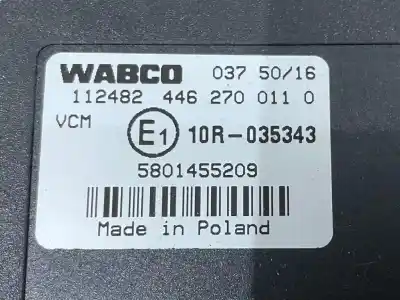 WABCO 037 50/16
112482 446 270 011 0
VCM E1 10R-035343
5801455209
Made in Poland